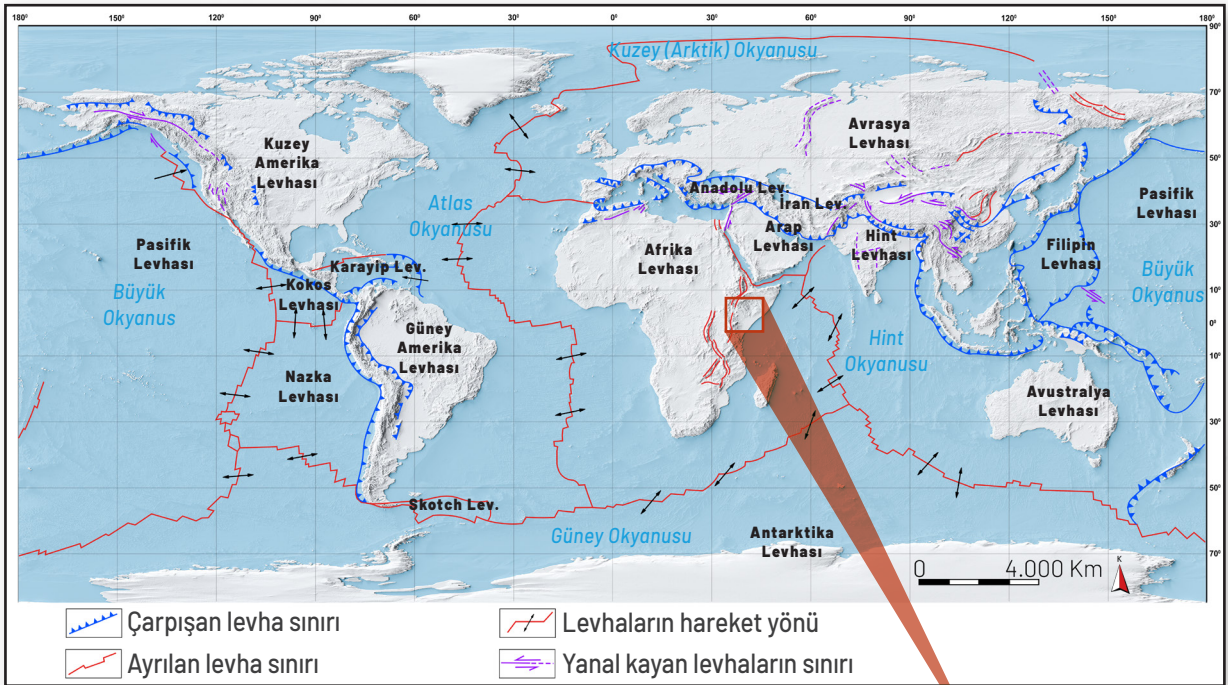 180° 150° 120° 60° 30° 0° 30° 60° 90° 120° 150° 180°
90°
70°
50°
30°
10°
10°
30°
50°
70°
Kuzey (Arktik) Okyanusu
Kuzey
Amerika
Levhası
Avrasya
Levhası
Atlas
Okyanusu
Anadolu Lev.
İran Lev.
Arap
Levhası
Hint
Levhası
Afrika
Levhası
Pasifik
Levhası
Filipin
Levhası
Büyük
Okyanus
Pasifik
Levhası
Büyük
Okyanus
Karayip Lev.
Kokos
Levhası
Güney
Amerika
Levhası
Nazka
Levhası
Hint
Okyanusu
Avustralya
Levhası
Skotch Lev.
Güney Okyanusu
Antarktika
Levhası
K
0 4.000 Km
Çarpışan levha sınırı
Levhaların hareket yönü
Ayrılan levha sınırı
Yanal kayan levhaların sınırı